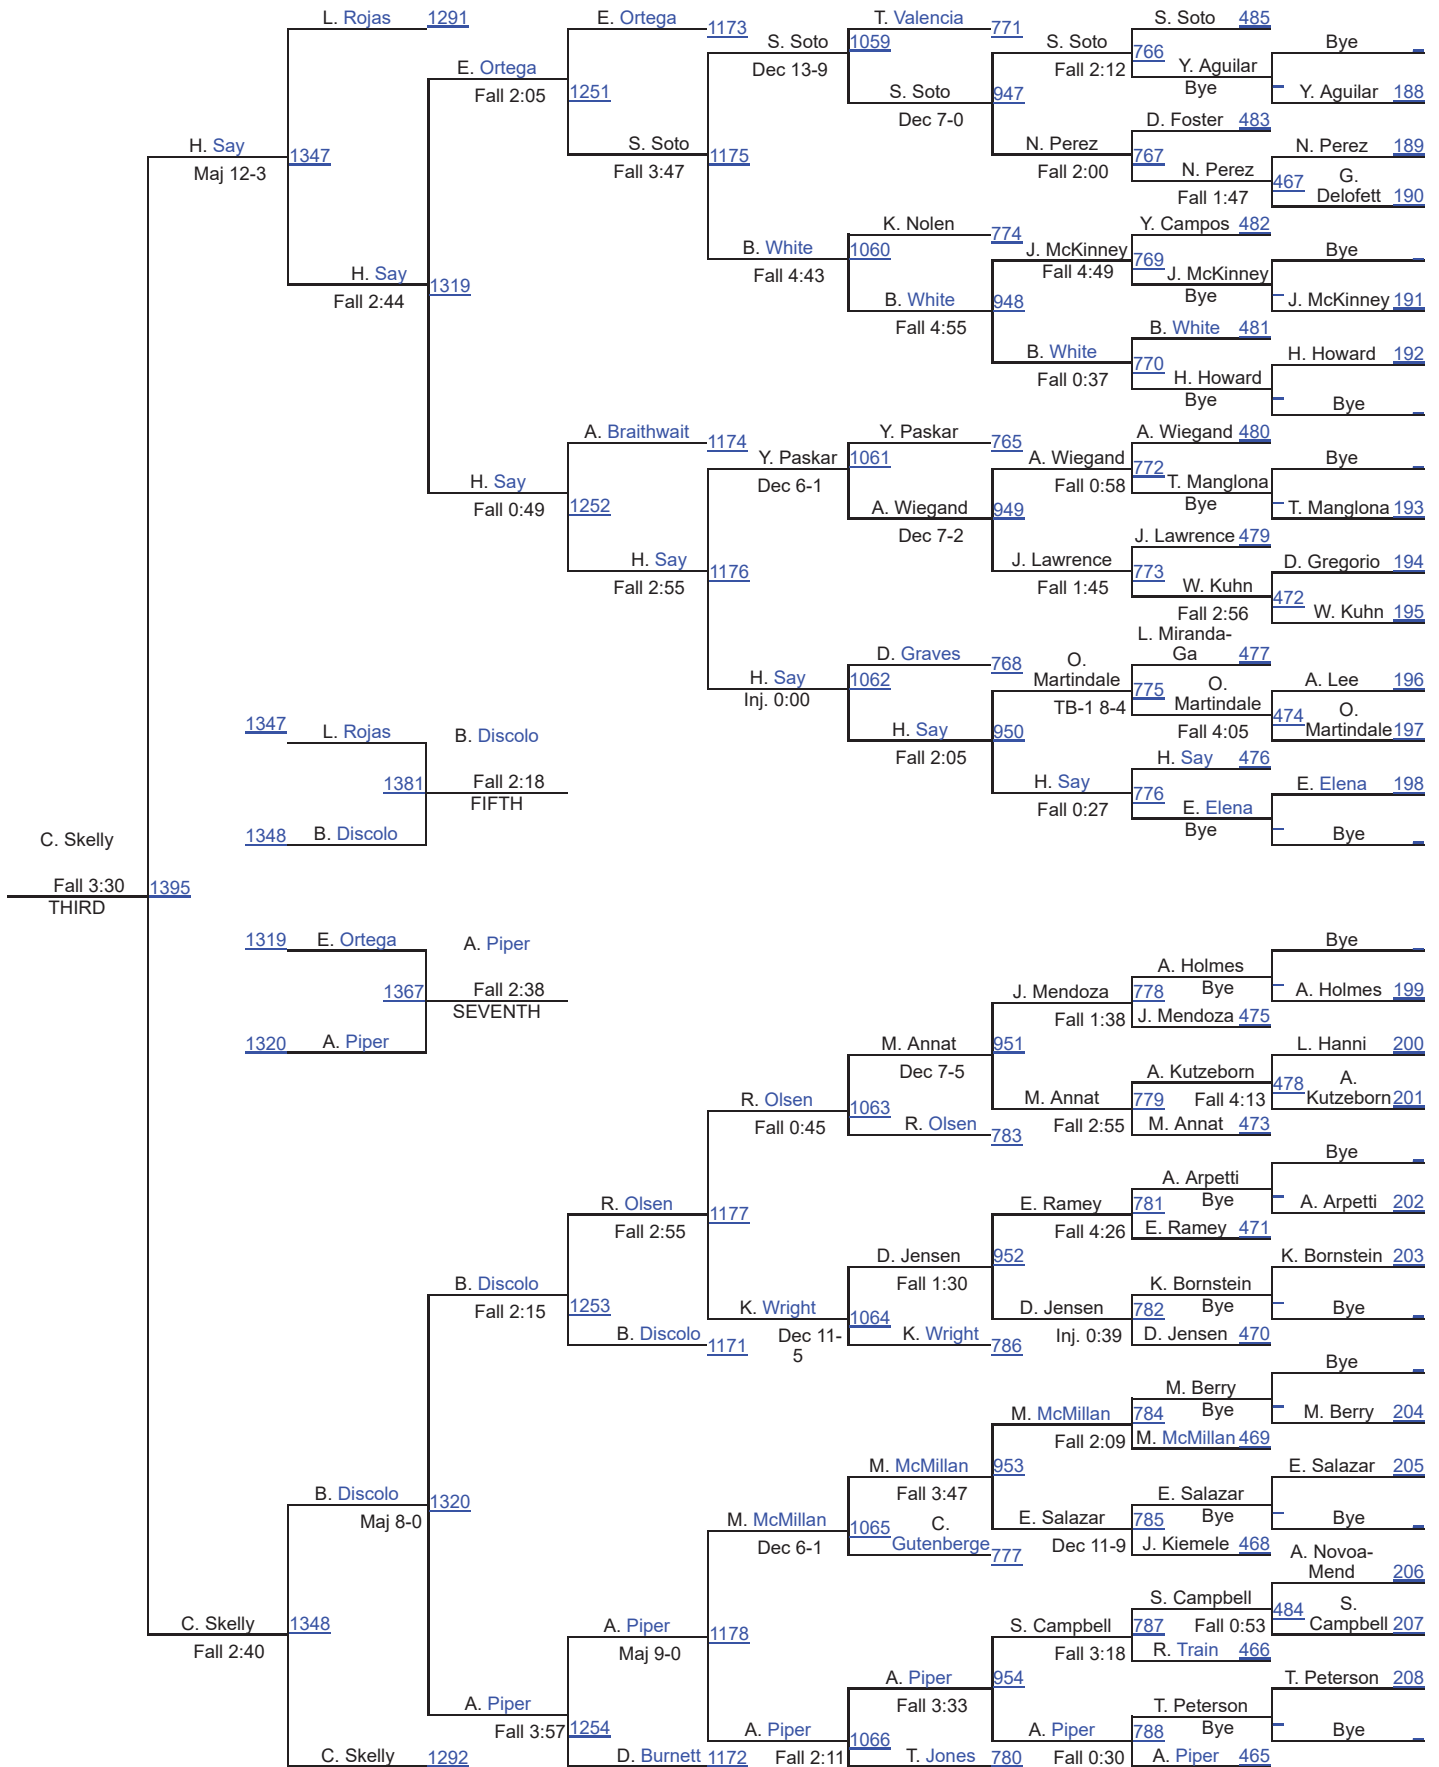 L. Rojas 1291
E. Ortega 1173
T. Valencia 771
S. Soto 485
Bye
S. Soto 1059
S. Soto
766
Dec 13-9
Fall 2:12
Y. Aguilar
Bye
E. Ortega
Y. Aguilar 188
Fall 2:05
1251
S. Soto 947
Dec 7-0
D. Foster 483
H. Say
1347
S. Soto
1175
N. Perez
767
N. Perez 189
Maj 12-3
Fall 3:47
Fall 2:00
N. Perez
467
G.
Delofett 190
Fall 1:47
K. Nolen 774
Y. Campos 482
B. White 1060
J. McKinney
769
Bye
Fall 4:43
Fall 4:49
J. McKinney
Bye
H. Say
1319
Fall 2:44
B. White 948
J. McKinney 191
Fall 4:55
B. White 481
B. White
770
H. Howard 192
Fall 0:37
H. Howard
Bye
Bye
A. Braithwait 1174
Y. Paskar 765
A. Wiegand 480
Y. Paskar 1061
A. Wiegand
772
Bye
Dec 6-1
Fall 0:58
T. Manglona
Bye
H. Say
1252
Fall 0:49
A. Wiegand 949
T. Manglona 193
Dec 7-2
J. Lawrence 479
H. Say
1176
J. Lawrence
773
D. Gregorio 194
Fall 2:55
Fall 1:45
W. Kuhn
472
W. Kuhn 195
Fall 2:56
L. Miranda-
Ga 477
D. Graves 768
O.
Martindale
775
H. Say 1062
Inj. 0:00
TB-1 8-4
O.
Martindale
A. Lee 196
474
O.
Martindale 197
Fall 4:05
1347 L. Rojas
B. Discolo
H. Say 950
Fall 2:05
H. Say 476
1381
Fall 2:18
FIFTH
H. Say
776
E. Elena 198
Fall 0:27
E. Elena
Bye
1348 B. Discolo
Bye
C. Skelly
Fall 3:30
1395
THIRD
1319 E. Ortega
A. Piper
Bye
A. Holmes
Bye
1367
Fall 2:38
SEVENTH
J. Mendoza
778
A. Holmes 199
Fall 1:38
J. Mendoza 475
1320 A. Piper
M. Annat
951
L. Hanni 200
Dec 7-5
A. Kutzeborn
478
A.
Kutzeborn 201
Fall 4:13
R. Olsen
1063
M. Annat
779
Fall 0:45
R. Olsen 783
Fall 2:55
M. Annat 473
Bye
A. Arpetti
Bye
R. Olsen
1177
E. Ramey
781
A. Arpetti 202
Fall 2:55
Fall 4:26
E. Ramey 471
D. Jensen
952
K. Bornstein 203
Fall 1:30
B. Discolo
K. Bornstein
Bye
Fall 2:15
1253
K. Wright
1064
D. Jensen
782
Bye
B. Discolo 1171
Dec 11-
5
K. Wright 786
Inj. 0:39
D. Jensen 470
Bye
M. Berry
Bye
M. McMillan
784
M. Berry 204
Fall 2:09
M. McMillan 469
M. McMillan
953
E. Salazar 205
Fall 3:47
B. Discolo
1320
Maj 8-0
E. Salazar
Bye
M. McMillan
1065
E. Salazar
785
Bye
Dec 6-1
C.
Gutenberge 777
Dec 11-9
J. Kiemele 468
A. Novoa-
Mend 206
C. Skelly
1348
S. Campbell
484
S.
Campbell 207
Fall 0:53
Fall 2:40
A. Piper
1178
S. Campbell
787
Maj 9-0
Fall 3:18
R. Train 466
A. Piper
954
T. Peterson 208
Fall 3:33
A. Piper
1254
Fall 3:57
T. Peterson
Bye
A. Piper
1066
A. Piper
788
Bye
C. Skelly 1292
D. Burnett 1172
Fall 2:11
T. Jones 780
Fall 0:30
A. Piper 465